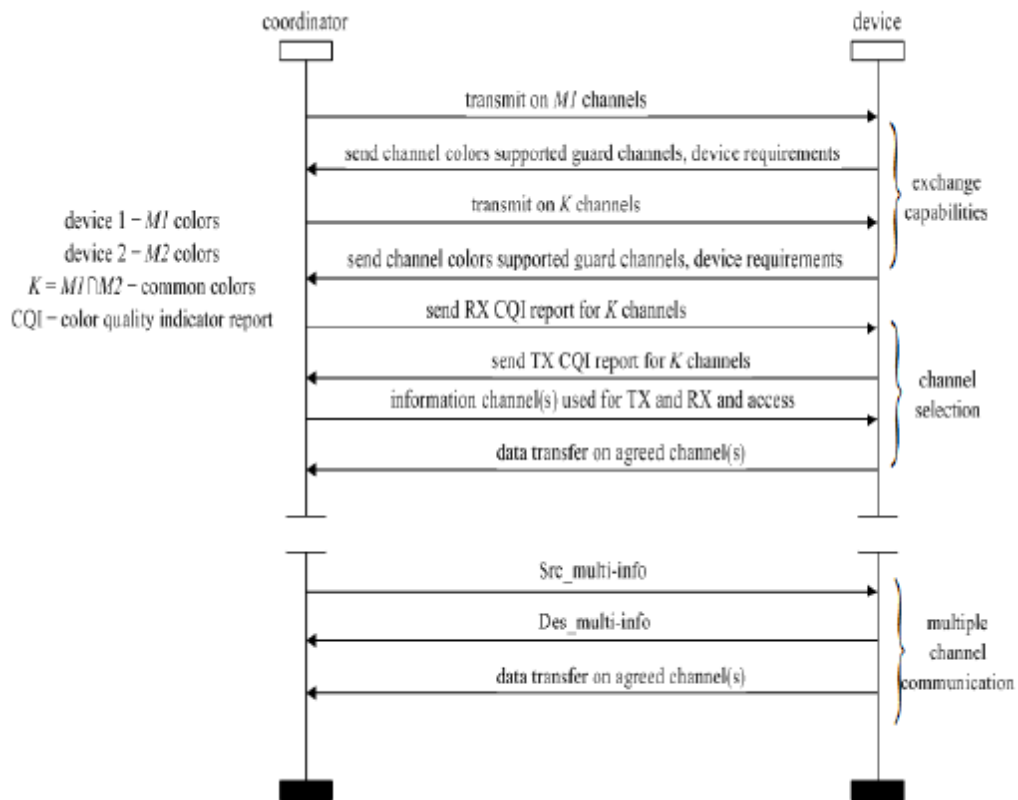 coordinator
device
transmit on M1 channels
send channel colors supported guard channels, device requirements
transmit on K channels
send channel colors supported guard channels, device requirements
exchange
capabilities
device 1 – M1 colors
device 2 – M2 colors
K = M1∩M2 – common colors
CQI – color quality indicator report
send RX CQI report for K channels
send TX CQI report for K channels
information channel(s) used for TX and RX and access
data transfer on agreed channel(s)
channel
selection
Src_multi-info
Des_multi-info
data transfer on agreed channel(s)
multiple
channel
communication